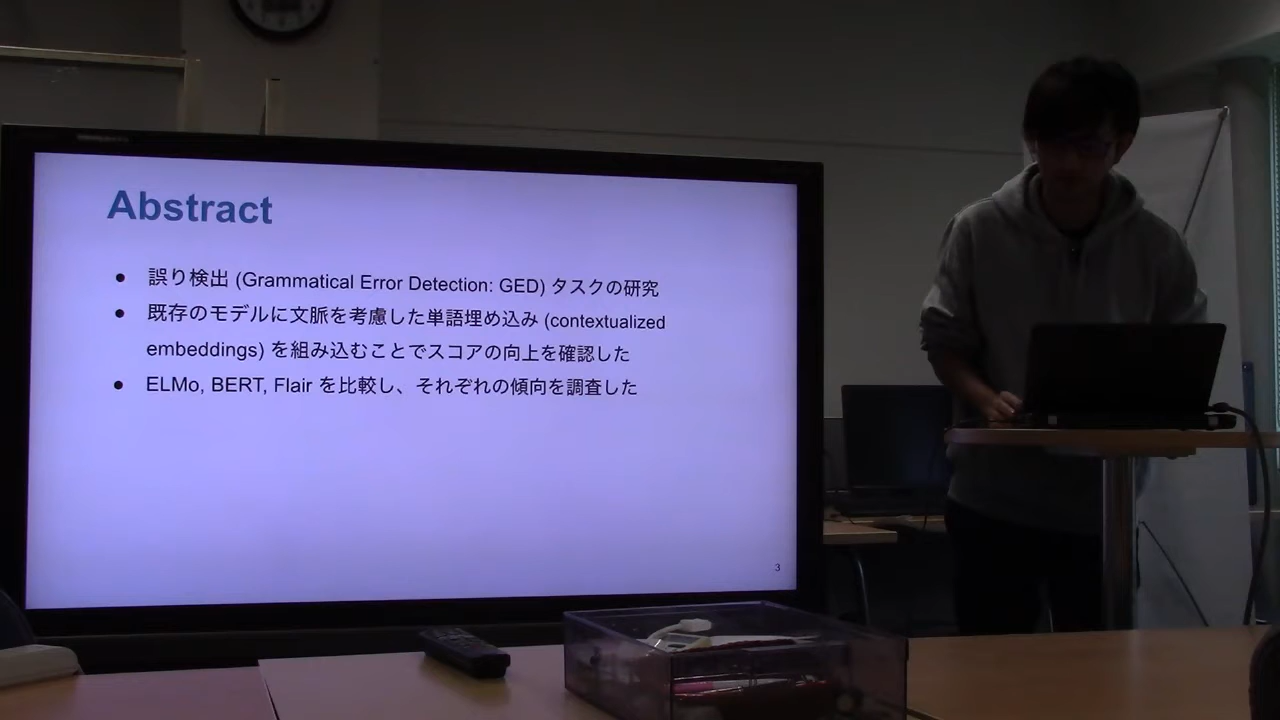 Abstract
● 誤り検出 (Grammatical Error Detection: GED) タスクの研究
● 既存のモデルに文脈を考慮した単語埋め込み (contextualized
embeddings) を組み込むことでスコアの向上を確認した
● ELMo, BERT, Flair を比較し、それぞれの傾向を調査した
3